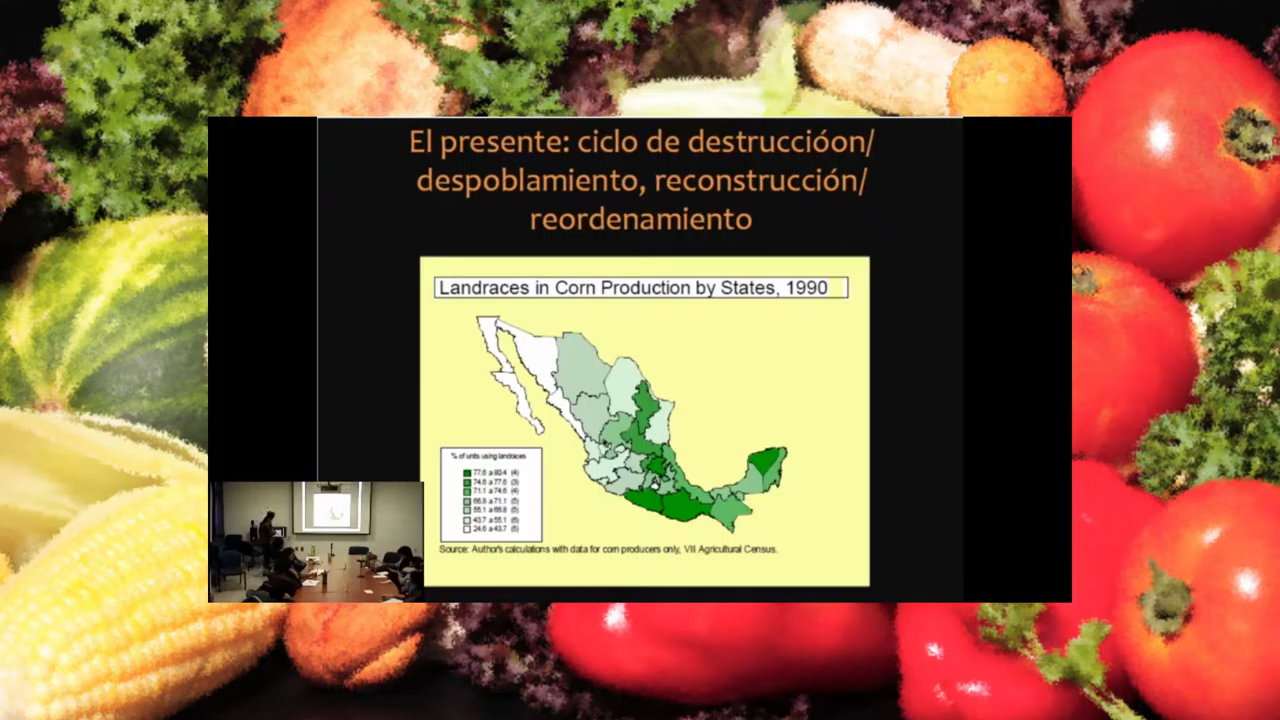 El presente: ciclo de destruccióon/
despoblamiento, reconstrucción/
reordenamiento
Landraces in Corn Production by States, 1990
% of units using landraces
77.6 a 80.4 (4)
74.6 a 77.6 (3)
71.1 a 74.6 (4)
66.8 a 71.1 (5)
55.1 a 66.8 (5)
43.7 a 55.1 (6)
24.6 a 43.7 (5)
Source: Author's calculations with data for corn producers only, VII Agricultural Census.